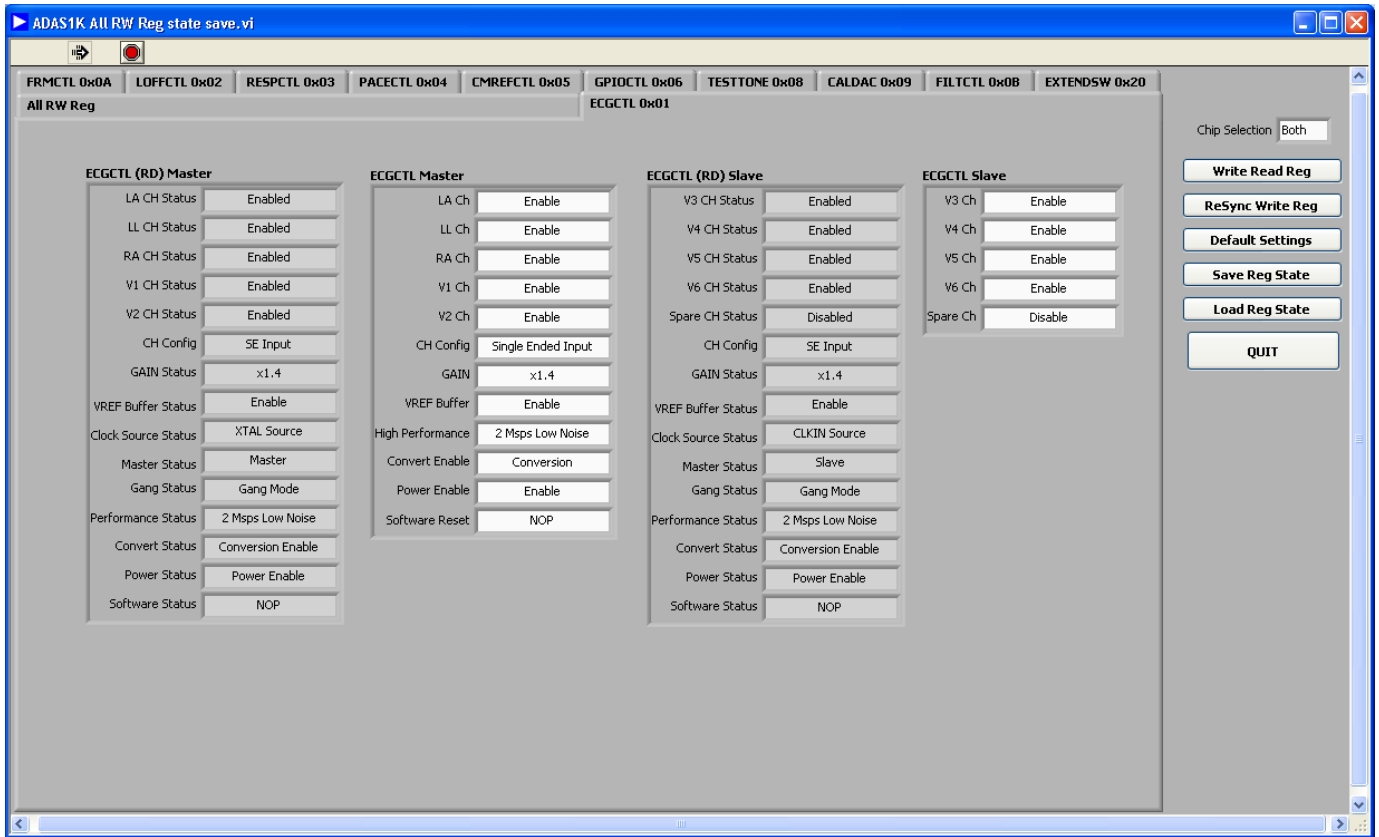 ADAS1K All RW Reg state save.vi
FRMCTL 0x0A LOFFCTL 0x02 RESPCTL 0x03 PACECTL 0x04 CMREFCTL 0x05 GPIOCTL 0x06 TESTTONE 0x08 CALDAC 0x09 FILTCTL 0x0B EXTENDSW 0x20
All RW Reg ECGCTL 0x01
ECGCTL (RD) Master
LA CH Status Enabled
LL CH Status Enabled
RA CH Status Enabled
V1 CH Status Enabled
V2 CH Status Enabled
CH Config SE Input
GAIN Status x1.4
VREF Buffer Status Enable
Clock Source Status XTAL Source
Master Status Master
Gang Status Gang Mode
Performance Status 2 Msps Low Noise
Convert Status Conversion Enable
Power Status Power Enable
Software Status NOP
ECGCTL Master
LA Ch Enable
LL Ch Enable
RA Ch Enable
V1 Ch Enable
V2 Ch Enable
CH Config Single Ended Input
GAIN x1.4
VREF Buffer Enable
High Performance 2 Msps Low Noise
Convert Enable Conversion
Power Enable Enable
Software Reset NOP
ECGCTL (RD) Slave
V3 CH Status Enabled
V4 CH Status Enabled
V5 CH Status Enabled
V6 CH Status Enabled
Spare CH Status Disabled
CH Config SE Input
GAIN Status x1.4
VREF Buffer Status Enable
Clock Source Status CLKIN Source
Master Status Slave
Gang Status Gang Mode
Performance Status 2 Msps Low Noise
Convert Status Conversion Enable
Power Status Power Enable
Software Status NOP
ECGCTL Slave
V3 Ch Enable
V4 Ch Enable
V5 Ch Enable
V6 Ch Enable
Spare Ch Disable
Chip Selection Both
Write Read Reg
ReSync Write Reg
Default Settings
Save Reg State
Load Reg State
QUIT